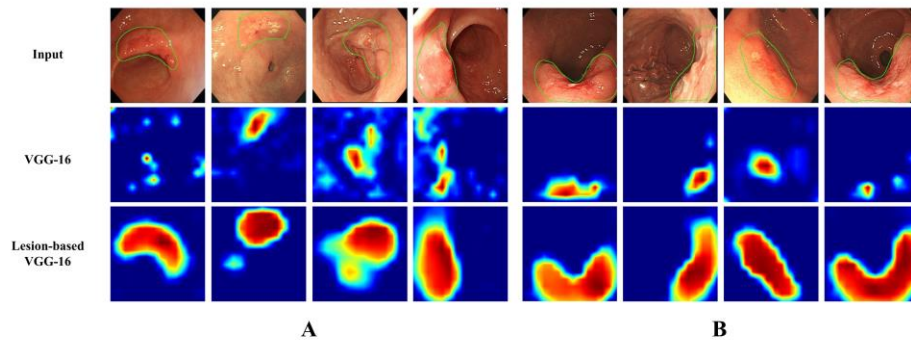 Input
VGG-16
Lesion-based
VGG-16
A
B